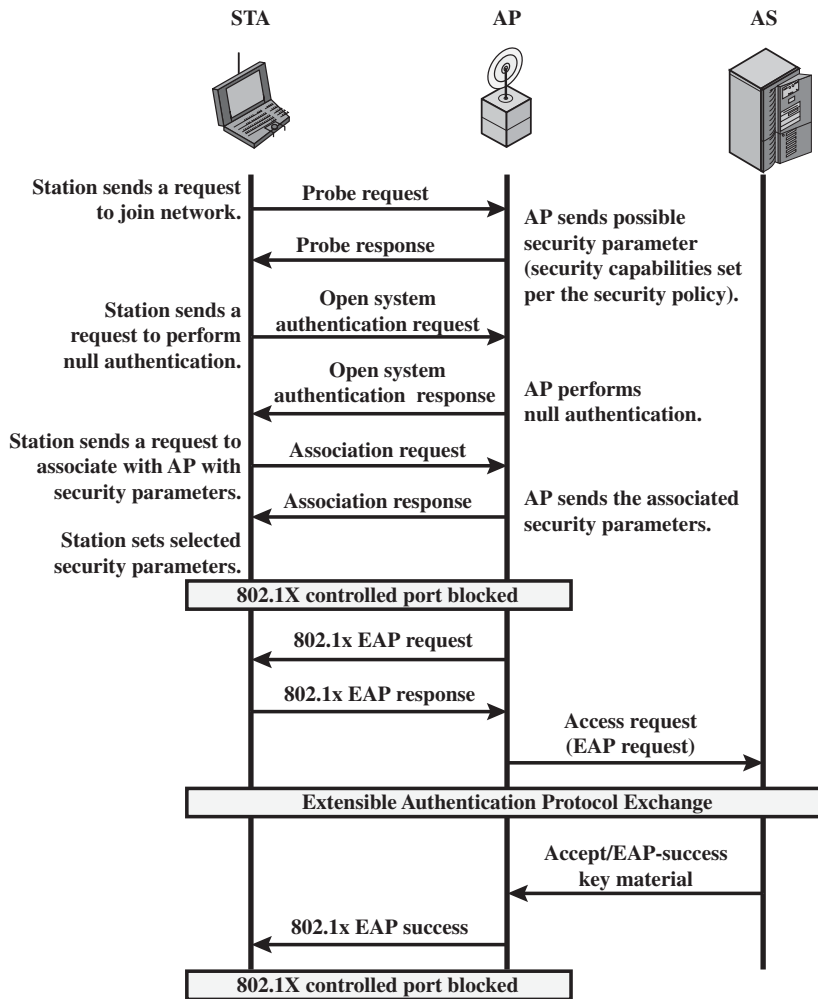 STA
AP
AS
Station sends a request
to join network.
Probe request
AP sends possible
security parameter
(security capabilities set
per the security policy).
Probe response
Station sends a
request to perform
null authentication.
Open system
authentication request
Open system
authentication response
AP performs
null authentication.
Station sends a request to
associate with AP with
security parameters.
Association request
Association response
AP sends the associated
security parameters.
Station sets selected
security parameters.
802.1X controlled port blocked
802.1x EAP request
802.1x EAP response
Access request
(EAP request)
Extensible Authentication Protocol Exchange
Accept/EAP-success
key material
802.1x EAP success
802.1X controlled port blocked